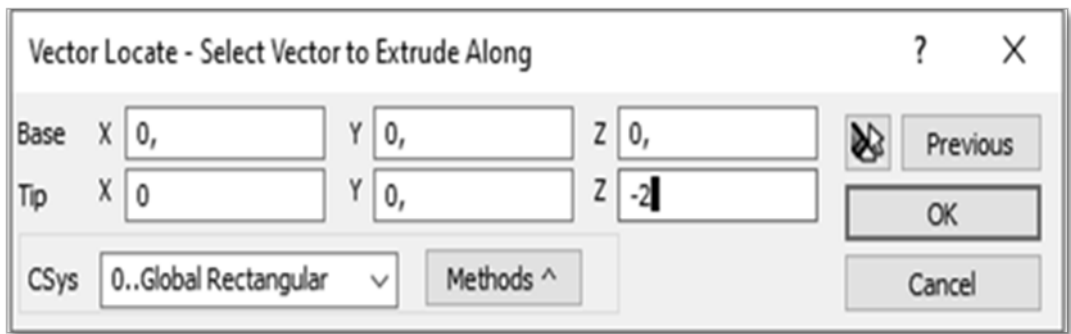 Vector Locate - Select Vector to Extrude Along ? X
Base X 0, Y 0, Z 0, Previous
Tip X 0 Y 0, Z -2 OK
CSys 0..Global Rectangular Methods ^ Cancel